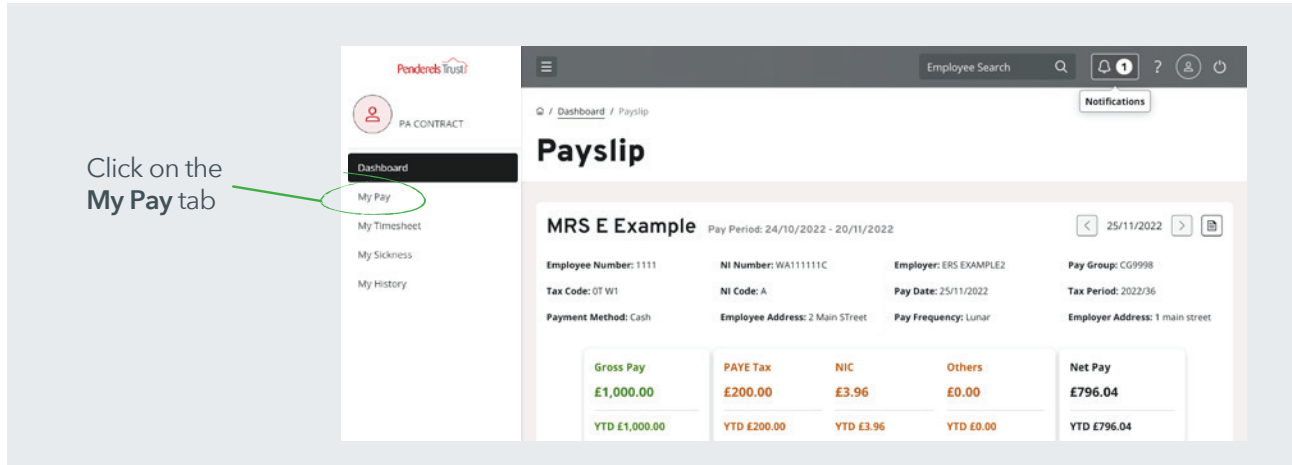 Click on the
My Pay tab
Penderels Trust
PA CONTRACT
Dashboard
My Pay
My Timesheet
My Sickness
My History
Employee Search
1
?
Notifications
/ Dashboard / Payslip
Payslip
MRS E Example Pay Period: 24/10/2022 - 20/11/2022
< 25/11/2022 >
Employee Number: 1111 NI Number: WA111111C Employer: ERS EXAMPLE2 Pay Group: CG9998
Tax Code: 0T W1 NI Code: A Pay Date: 25/11/2022 Tax Period: 2022/36
Payment Method: Cash Employee Address: 2 Main STreet Pay Frequency: Lunar Employer Address: 1 main street
Gross Pay PAYE Tax NIC Others Net Pay
£1,000.00 £200.00 £3.96 £0.00 £796.04
YTD £1,000.00 YTD £200.00 YTD £3.96 YTD £0.00 YTD £796.04